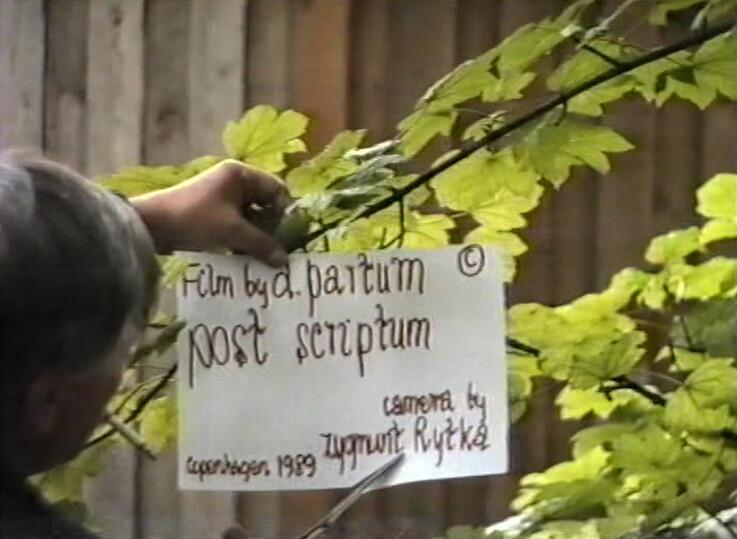 Film by d. partum ©
post scriptum
camera by
zygmunt Rytka
Copenhagen 1989